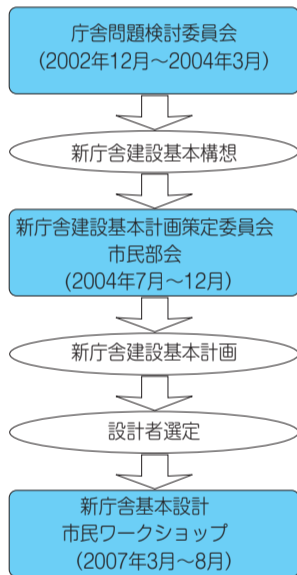 庁舎問題検討委員会
（2002年12月～2004年3月）
新庁舎建設基本構想
新庁舎建設基本計画策定委員会
市民部会
（2004年7月～12月）
新庁舎建設基本計画
設計者選定
新庁舎基本設計
市民ワークショップ
（2007年3月～8月）